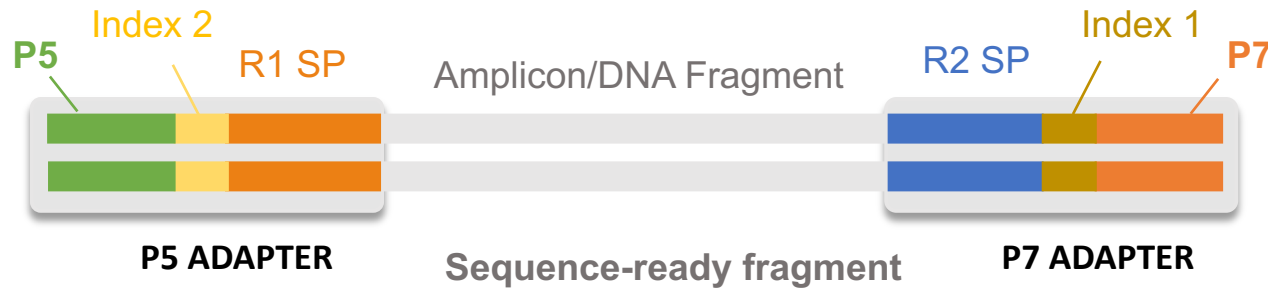 Index 2
Index 1
P5
R1 SP
Amplicon/DNA Fragment
R2 SP
P7
P5 ADAPTER
Sequence-ready fragment
P7 ADAPTER